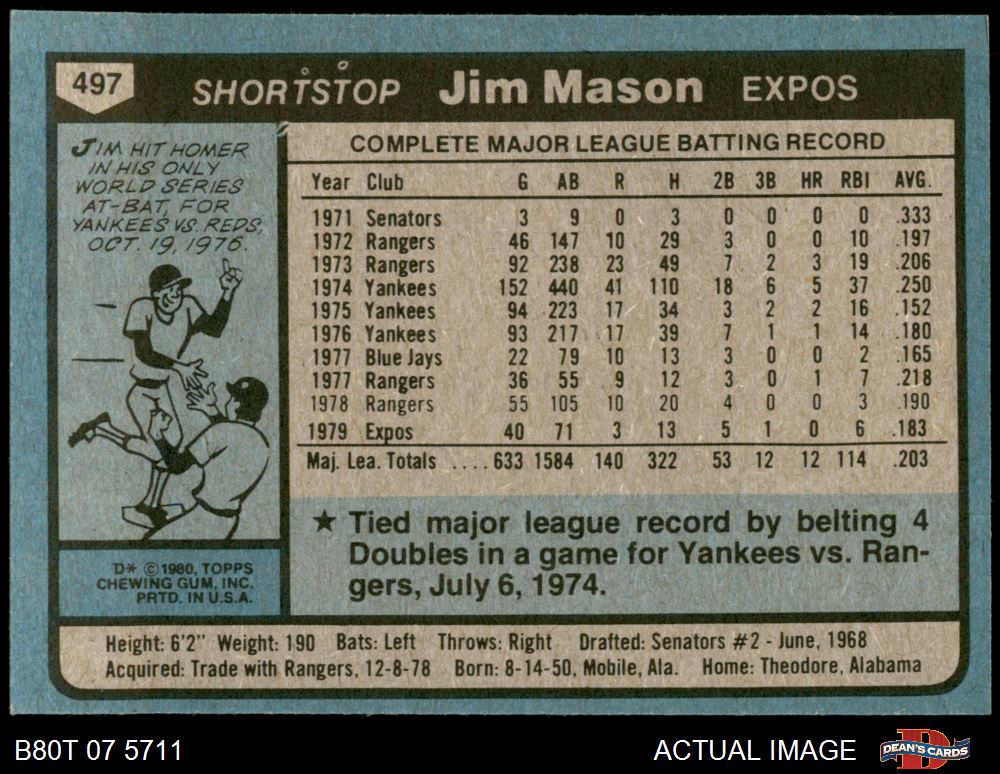 497 SHORTSTOP Jim Mason EXPOS
JIM HIT HOMER
IN HIS ONLY
WORLD SERIES
AT-BAT, FOR
YANKEES VS. REDS,
OCT. 19, 1976.
D* ©1980, TOPPS
CHEWING GUM, INC.
PRTD. IN U.S.A.
COMPLETE MAJOR LEAGUE BATTING RECORD
Year Club G AB R H 2B 3B HR RBI AVG.
1971 Senators 3 9 0 3 0 0 0 0 .333
1972 Rangers 46 147 10 29 3 0 0 10 .197
1973 Rangers 92 238 23 49 7 2 3 19 .206
1974 Yankees 152 440 41 110 18 6 5 37 .250
1975 Yankees 94 223 17 34 3 2 2 16 .152
1976 Yankees 93 217 17 39 7 1 1 14 .180
1977 Blue Jays 22 79 10 13 3 0 0 2 .165
1977 Rangers 36 55 9 12 3 0 1 7 .218
1978 Rangers 55 105 10 20 4 0 0 3 .190
1979 Expos 40 71 3 13 5 1 0 6 .183
Maj. Lea. Totals .... 633 1584 140 322 53 12 12 114 .203
★ Tied major league record by belting 4
Doubles in a game for Yankees vs. Ran-
gers, July 6, 1974.
Height: 6'2" Weight: 190 Bats: Left Throws: Right Drafted: Senators #2 - June, 1968
Acquired: Trade with Rangers, 12-8-78 Born: 8-14-50, Mobile, Ala. Home: Theodore, Alabama
B80T 07 5711 ACTUAL IMAGE DEAN'S CARDS